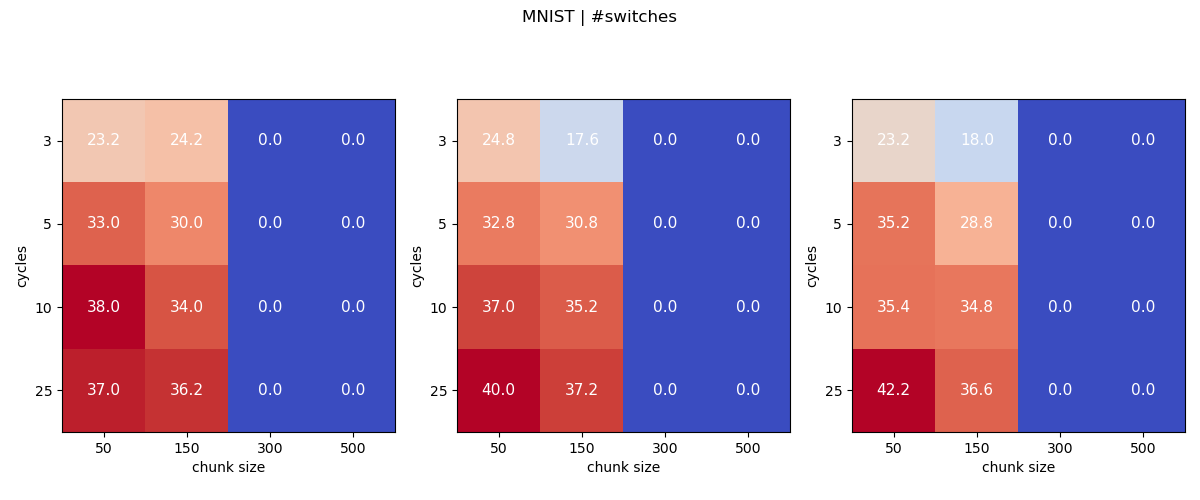 MNIST | #switches
3 23.2 24.2 0.0 0.0
5 33.0 30.0 0.0 0.0
10 38.0 34.0 0.0 0.0
25 37.0 36.2 0.0 0.0
50 150 300 500
chunk size
cycles
3 24.8 17.6 0.0 0.0
5 32.8 30.8 0.0 0.0
10 37.0 35.2 0.0 0.0
25 40.0 37.2 0.0 0.0
50 150 300 500
chunk size
cycles
3 23.2 18.0 0.0 0.0
5 35.2 28.8 0.0 0.0
10 35.4 34.8 0.0 0.0
25 42.2 36.6 0.0 0.0
50 150 300 500
chunk size
cycles